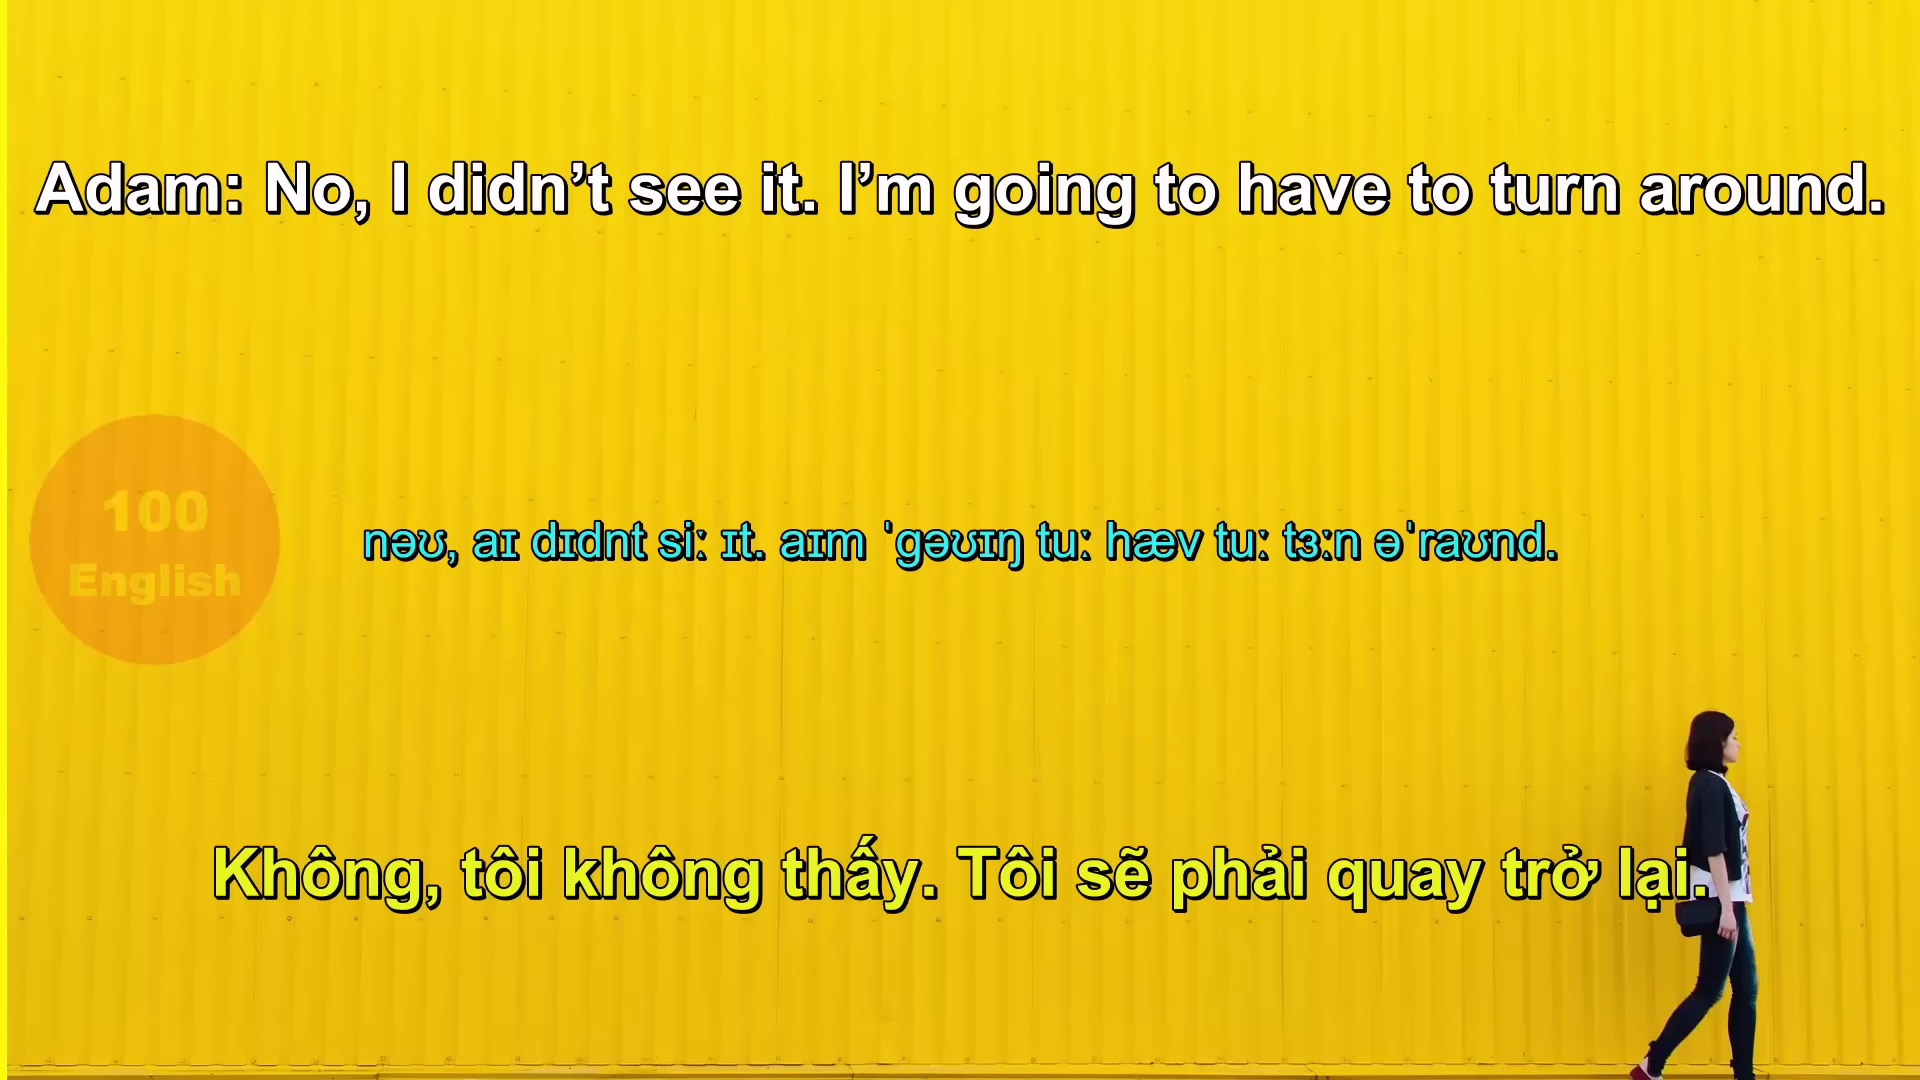 Adam: No, I didn’t see it. I’m going to have to turn around.
100
English
nəʊ, aɪ dɪdnt siː ɪt. aɪm ˈgəʊɪŋ tuː hæv tuː tɜːn əˈraʊnd.
Không, tôi không thấy. Tôi sẽ phải quay trở lại.